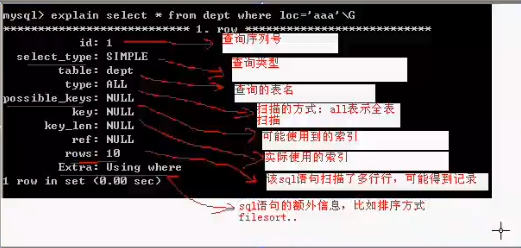 mysql> explain select * from dept where loc='aaa'\G
*************************** 1. row ***************************
id: 1
查询序列号
select_type: SIMPLE
查询类型
table: dept
type: ALL
查询的表名
possible_keys: NULL
扫描的方式：all表示全表
扫描
key: NULL
key_len: NULL
可能使用到的索引
ref: NULL
rows: 10
实际使用的索引
Extra: Using where
1 row in set (0.00 sec)
该sql语句扫描了多行行，可能得到记录
sql语句的额外信息，比如排序方式
filesort..